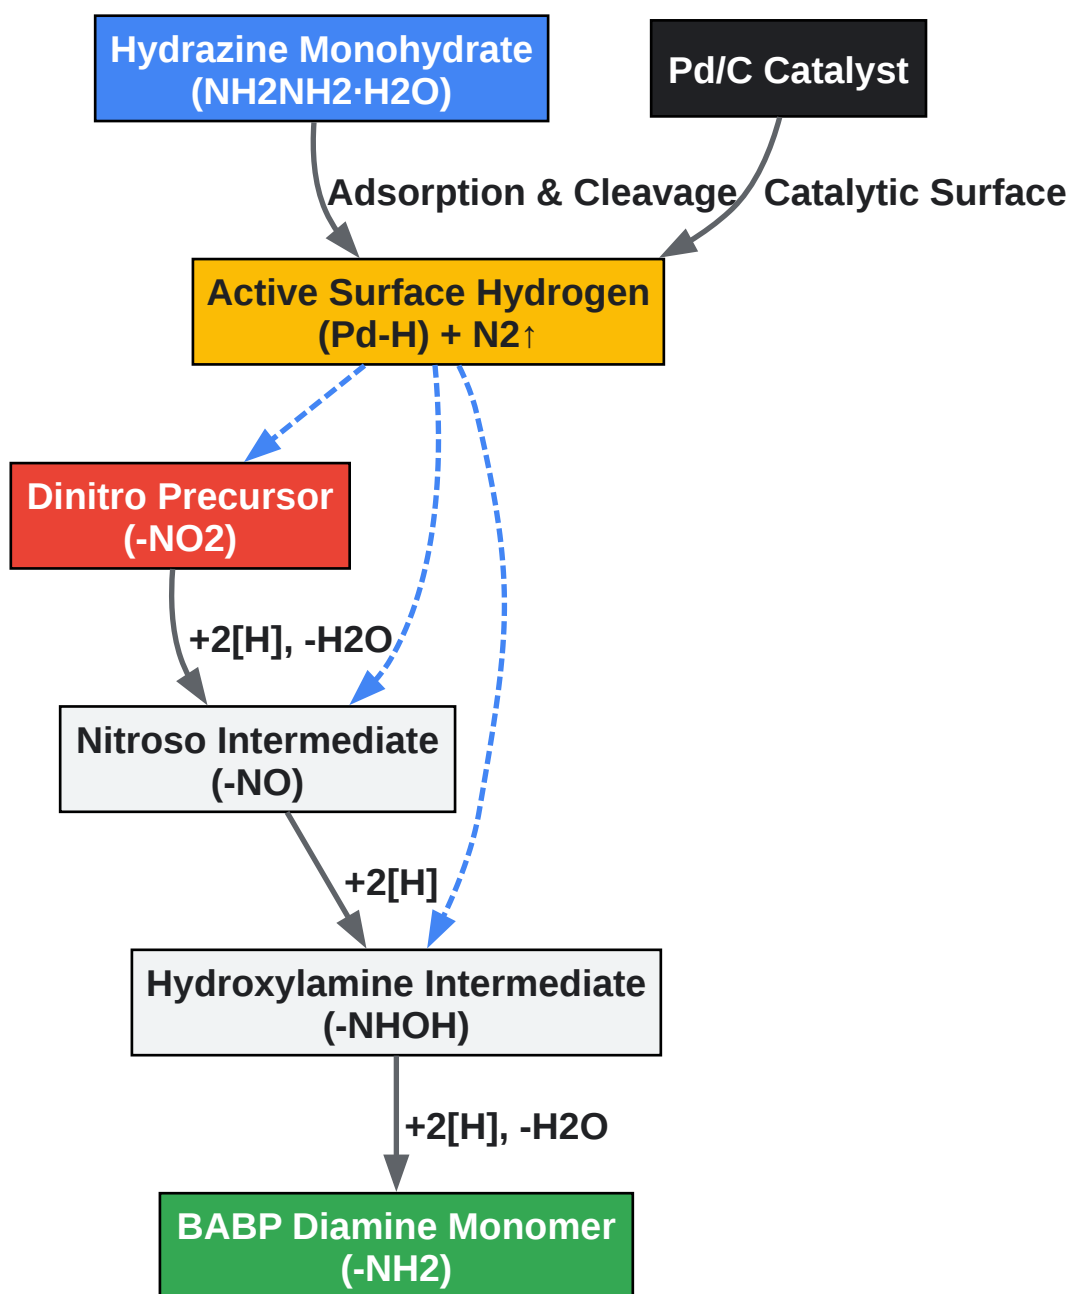 Hydrazine Monohydrate
(NH2NH2·H2O)
Pd/C Catalyst
Adsorption & Cleavage
Catalytic Surface
Active Surface Hydrogen
(Pd-H) + N2↑
Dinitro Precursor
(-NO2)
+2[H], -H2O
Nitroso Intermediate
(-NO)
+2[H]
Hydroxylamine Intermediate
(-NHOH)
+2[H], -H2O
BABP Diamine Monomer
(-NH2)